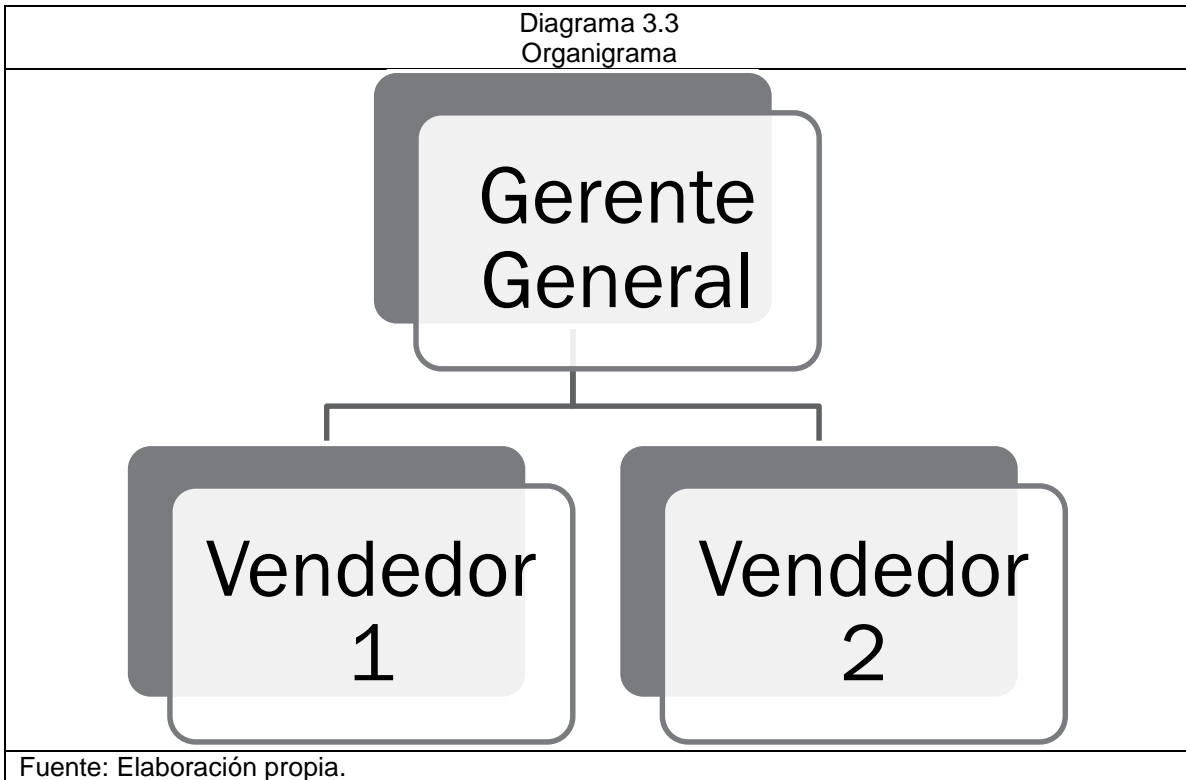 Diagrama 3.3
Organigrama
Gerente
General
Vendedor
1
Vendedor
2
Fuente: Elaboración propia.